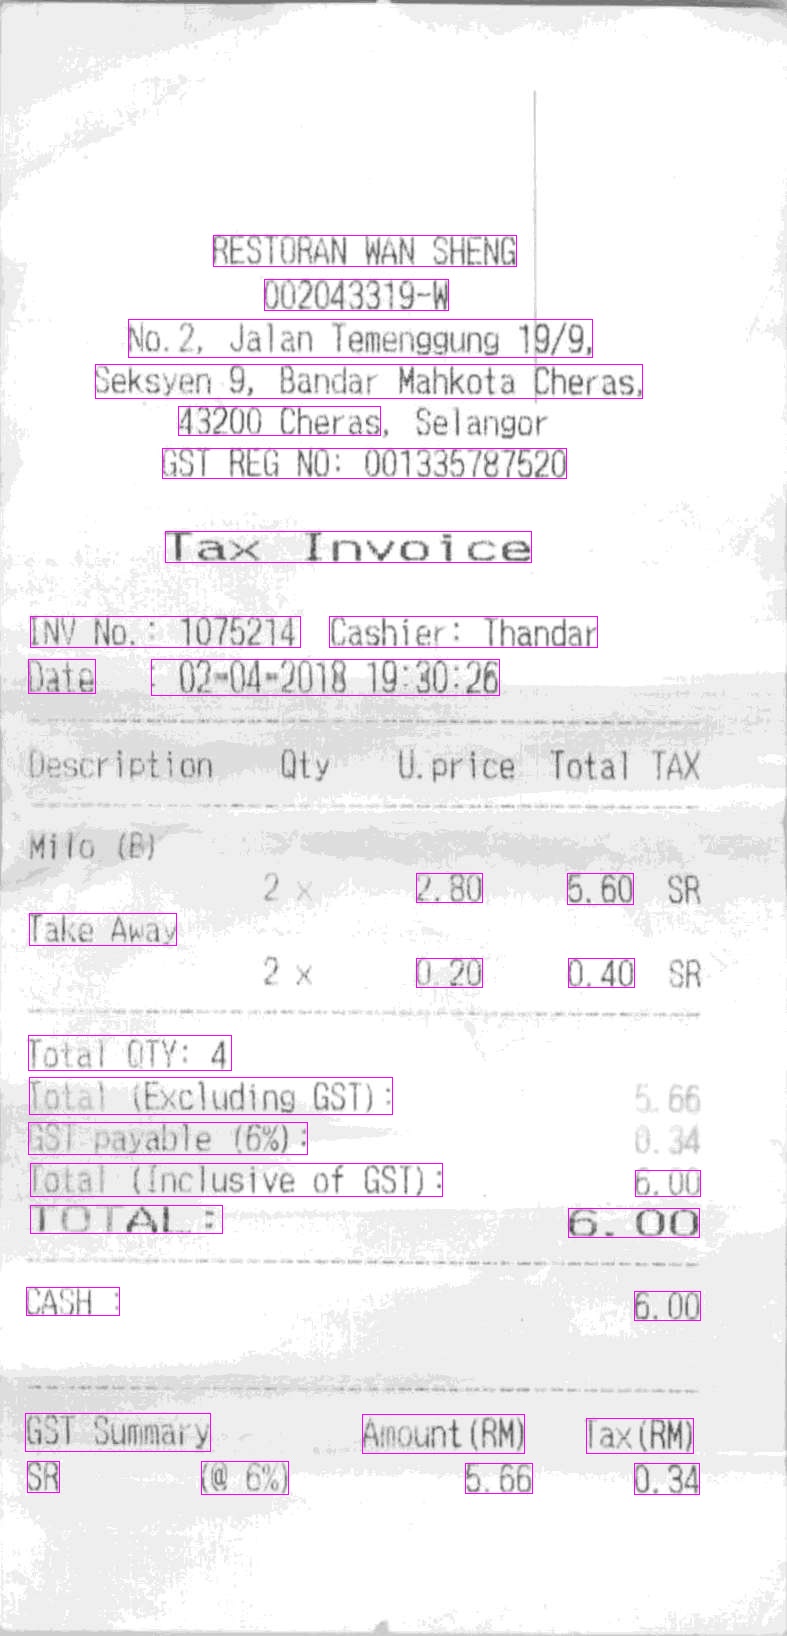 RESTORAN WAN SHENG
002043319-W
No.2, Jalan Temenggung 19/9,
Seksyen 9, Bandar Mahkota Cheras,
43200 Cheras, Selangor
GST REG NO: 001335787520
Tax Invoice
INV No.: 1075214 Cashier: Thandar
Date : 02-04-2018 19:30:26
Description Qty U.price Total TAX
Milo (B)
2 x 2.80 5.60 SR
Take Away
2 x 0.20 0.40 SR
Total QTY: 4
Total (Excluding GST): 5.66
GST payable (6%): 0.34
Total (Inclusive of GST): 6.00
TOTAL: 6.00
CASH : 6.00
GST Summary Amount(RM) Tax(RM)
SR (@ 6%) 5.66 0.34